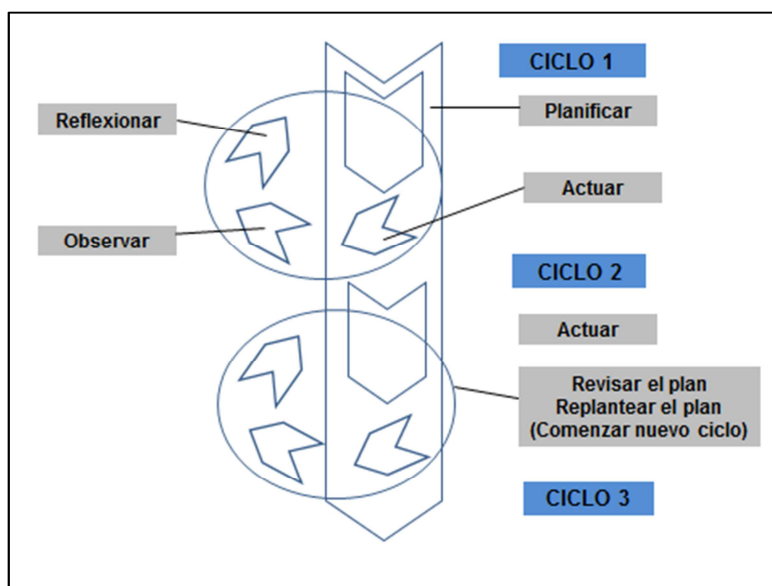 CICLO 1
Reflexionar
Planificar
Actuar
Observar
CICLO 2
Actuar
Revisar el plan
Replantear el plan
(Comenzar nuevo ciclo)
CICLO 3